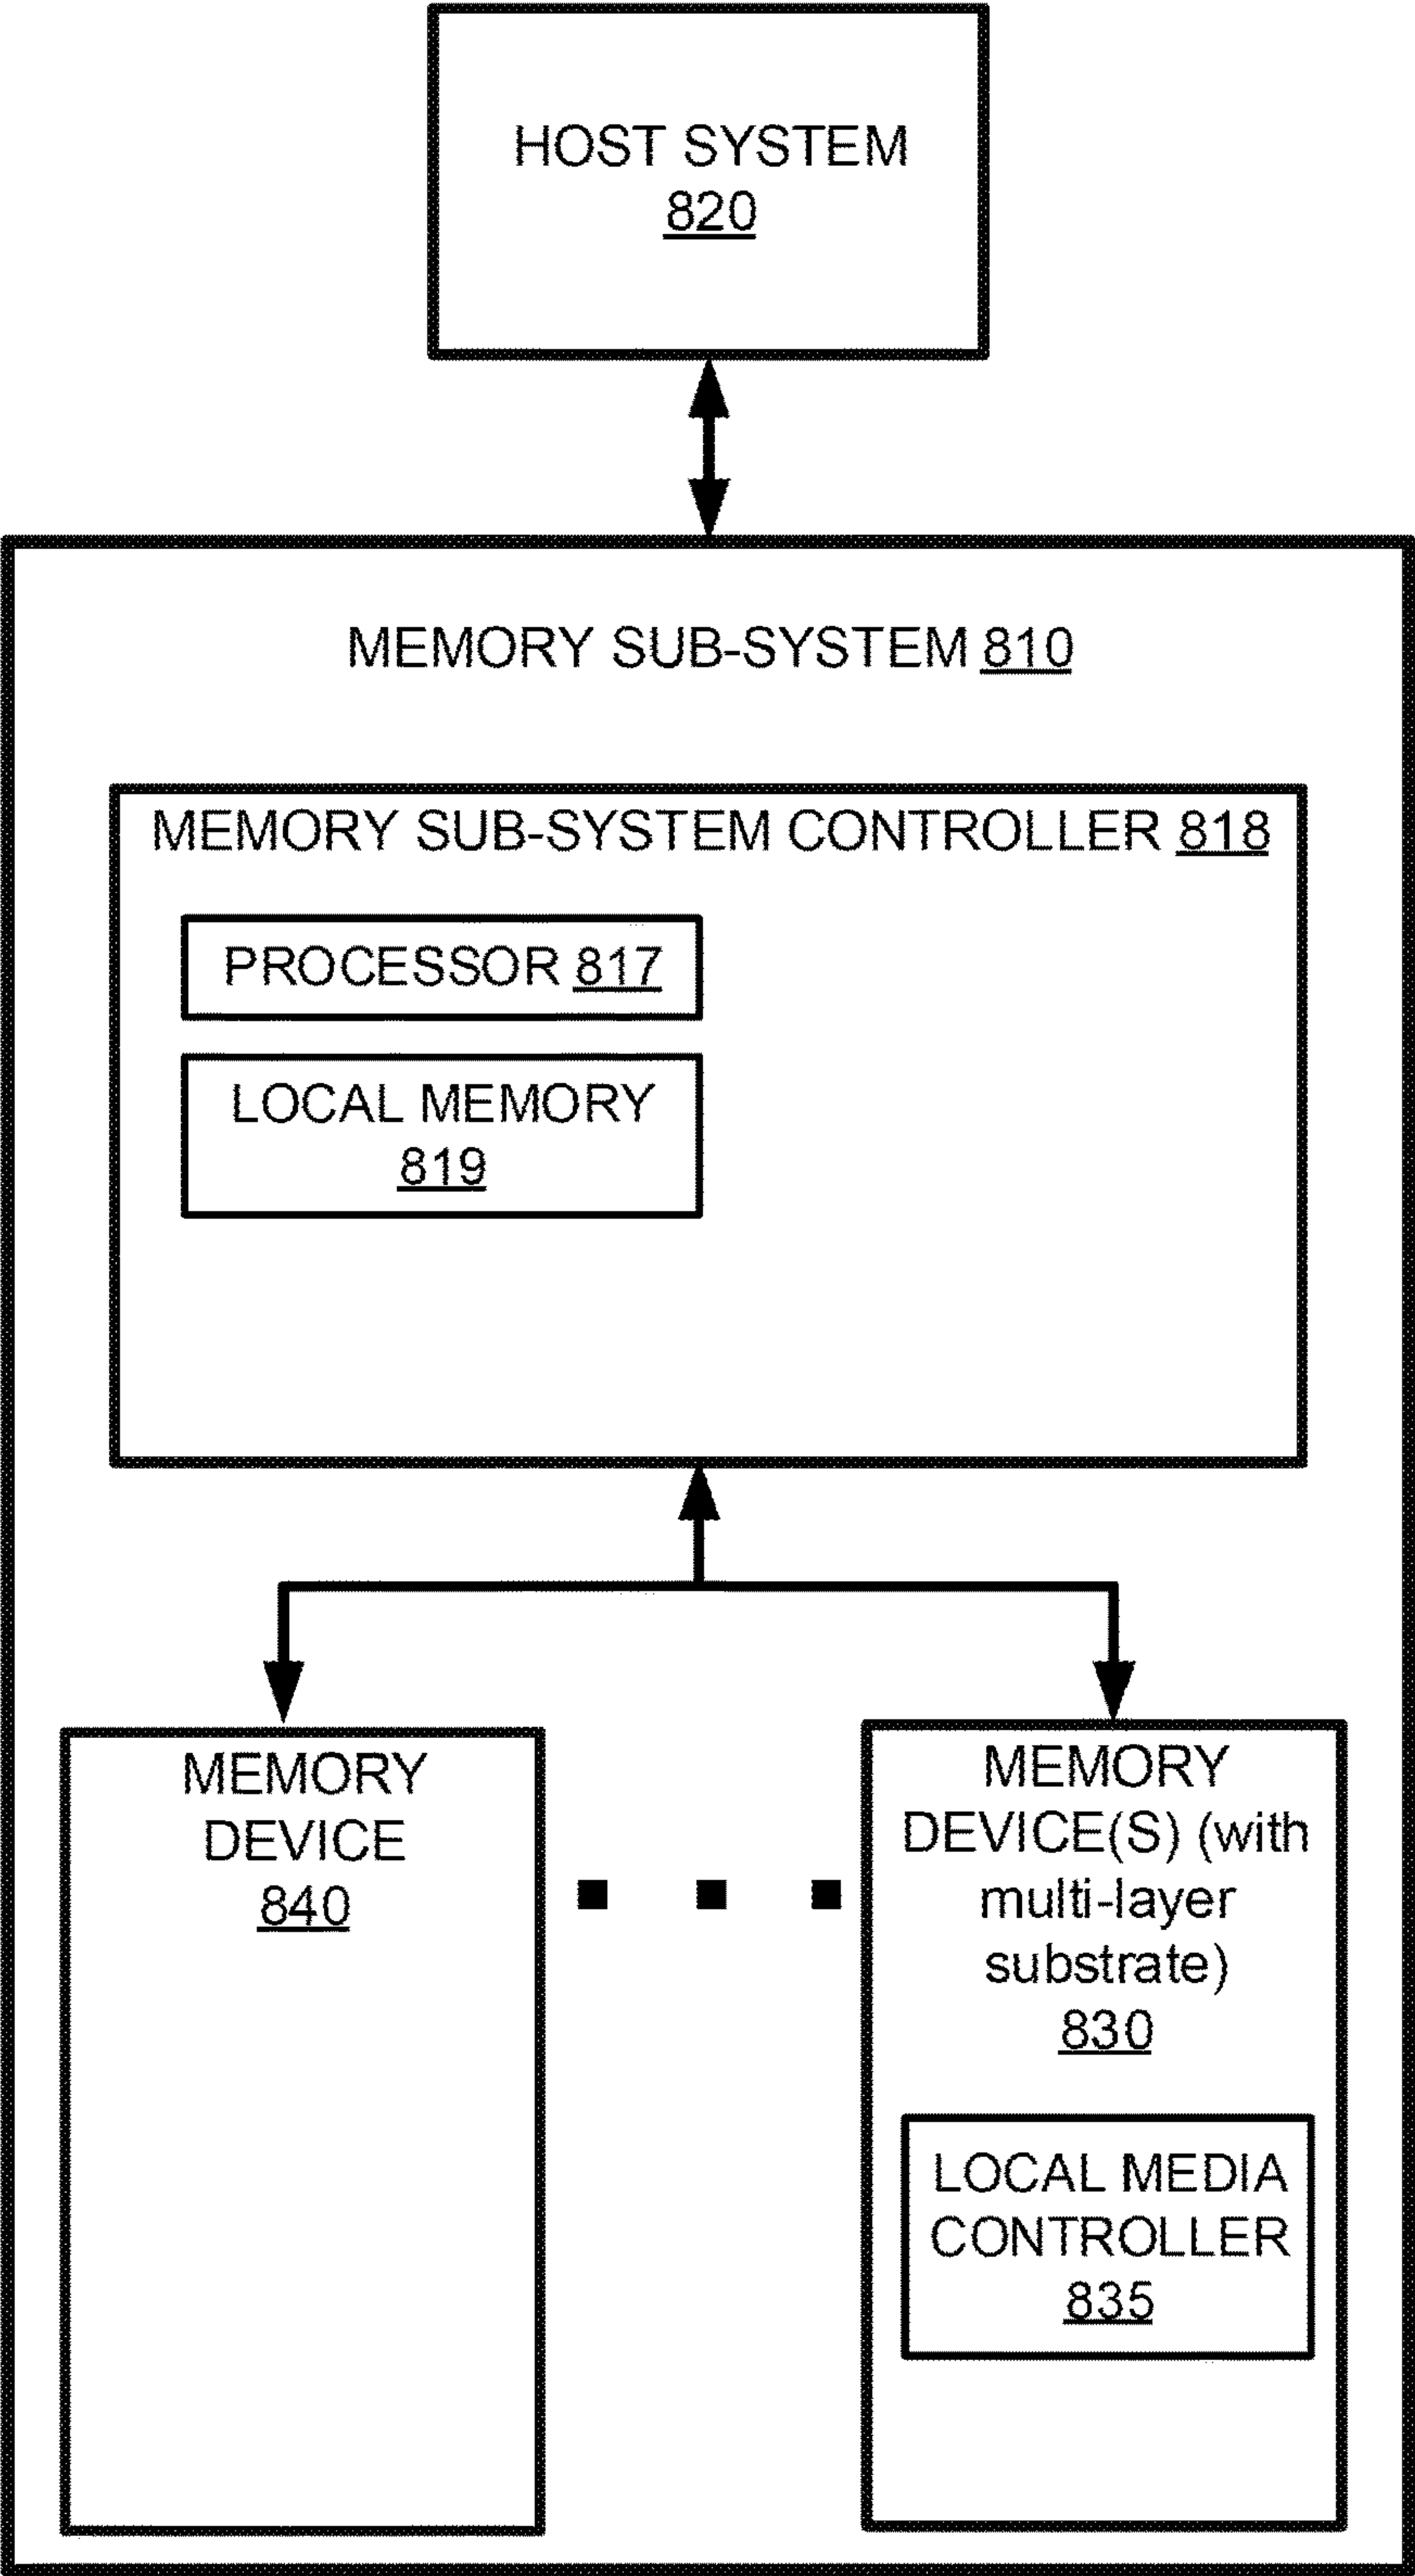 HOST SYSTEM
820
MEMORY SUB-SYSTEM 810
MEMORY SUB-SYSTEM CONTROLLER 818
PROCESSOR 817
LOCAL MEMORY
819
MEMORY
DEVICE
840
MEMORY
DEVICE(S) (with
multi-layer
substrate)
830
LOCAL MEDIA
CONTROLLER
835